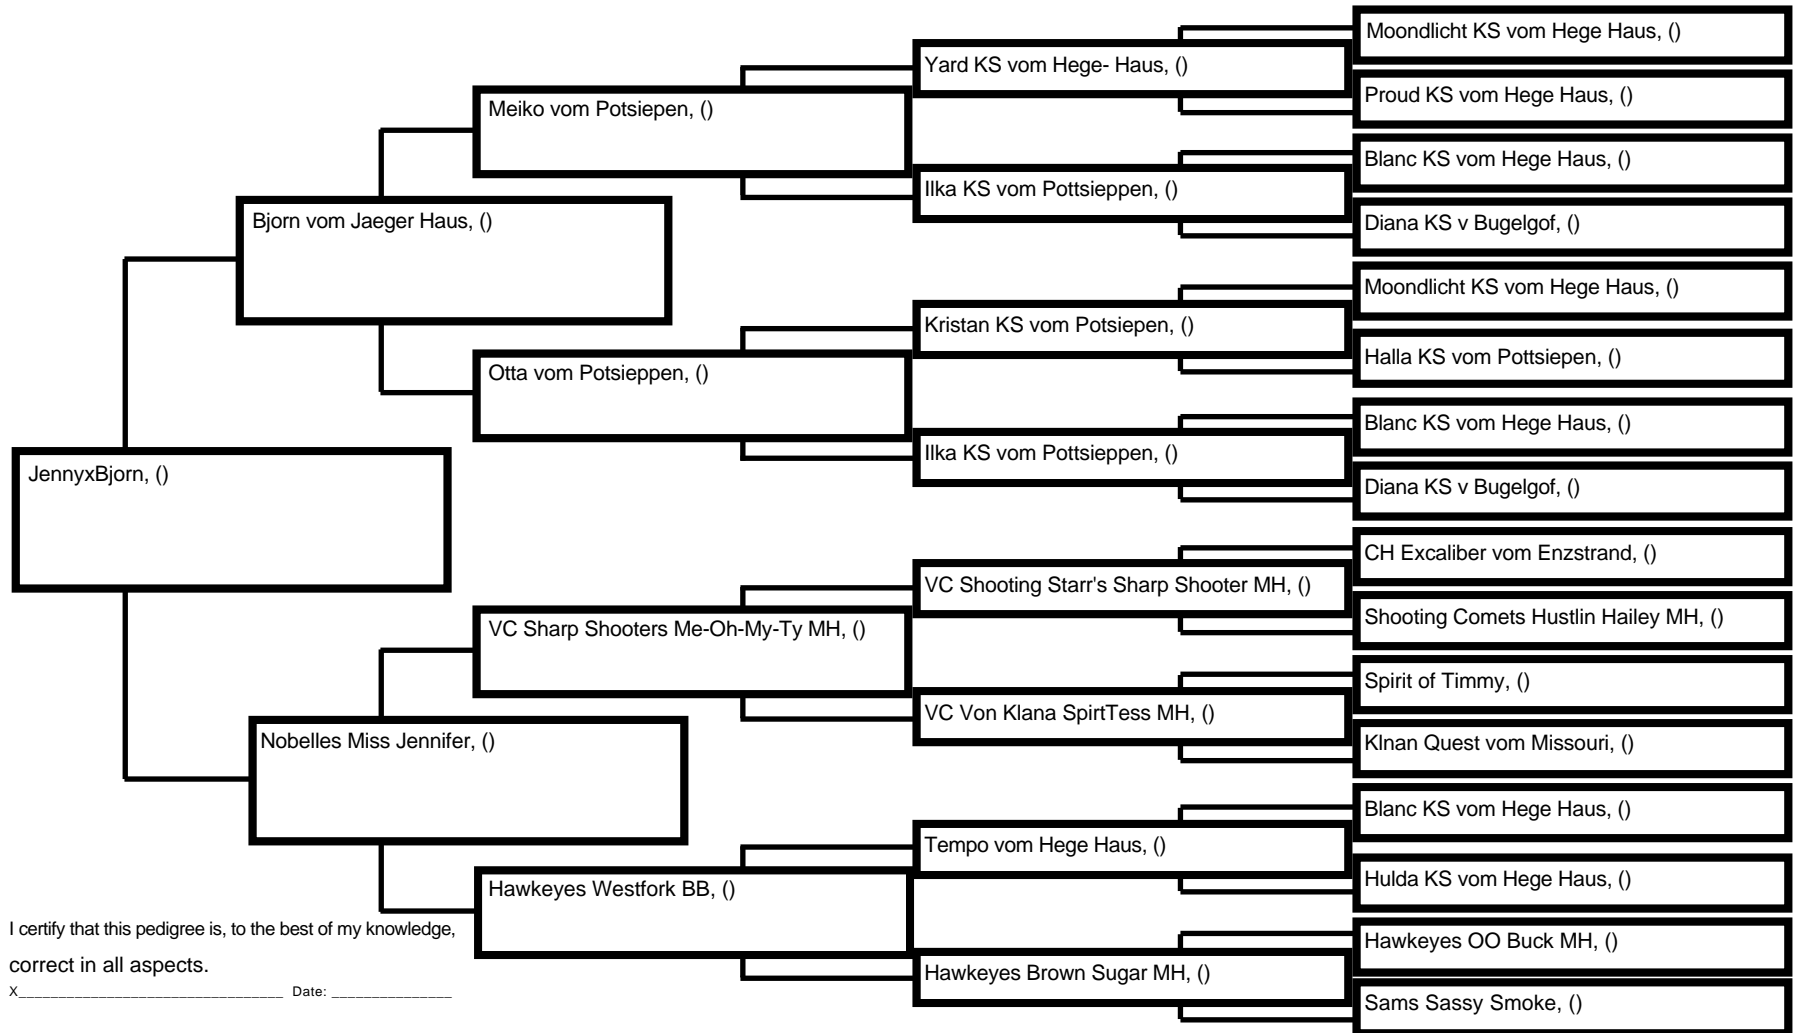 Moondlicht KS vom Hege Haus, ()
Yard KS vom Hege- Haus, ()
Proud KS vom Hege Haus, ()
Meiko vom Potsiepen, ()
Blanc KS vom Hege Haus, ()
Ilka KS vom Pottsieppen, ()
Diana KS v Bugelgof, ()
Bjorn vom Jaeger Haus, ()
Moondlicht KS vom Hege Haus, ()
Kristan KS vom Potsiepen, ()
Halla KS vom Pottsiepen, ()
Otta vom Potsieppen, ()
Blanc KS vom Hege Haus, ()
Ilka KS vom Pottsieppen, ()
Diana KS v Bugelgof, ()
JennyxBjorn, ()
CH Excaliber vom Enzstrand, ()
VC Shooting Starr's Sharp Shooter MH, ()
Shooting Comets Hustlin Hailey MH, ()
VC Sharp Shooters Me-Oh-My-Ty MH, ()
Spirit of Timmy, ()
VC Von Klana SpirtTess MH, ()
Klnan Quest vom Missouri, ()
Nobelles Miss Jennifer, ()
Blanc KS vom Hege Haus, ()
Tempo vom Hege Haus, ()
Hulda KS vom Hege Haus, ()
Hawkeyes Westfork BB, ()
Hawkeyes OO Buck MH, ()
Hawkeyes Brown Sugar MH, ()
Sams Sassy Smoke, ()
I certify that this pedigree is, to the best of my knowledge,
correct in all aspects.
X_________________________________ Date: _______________